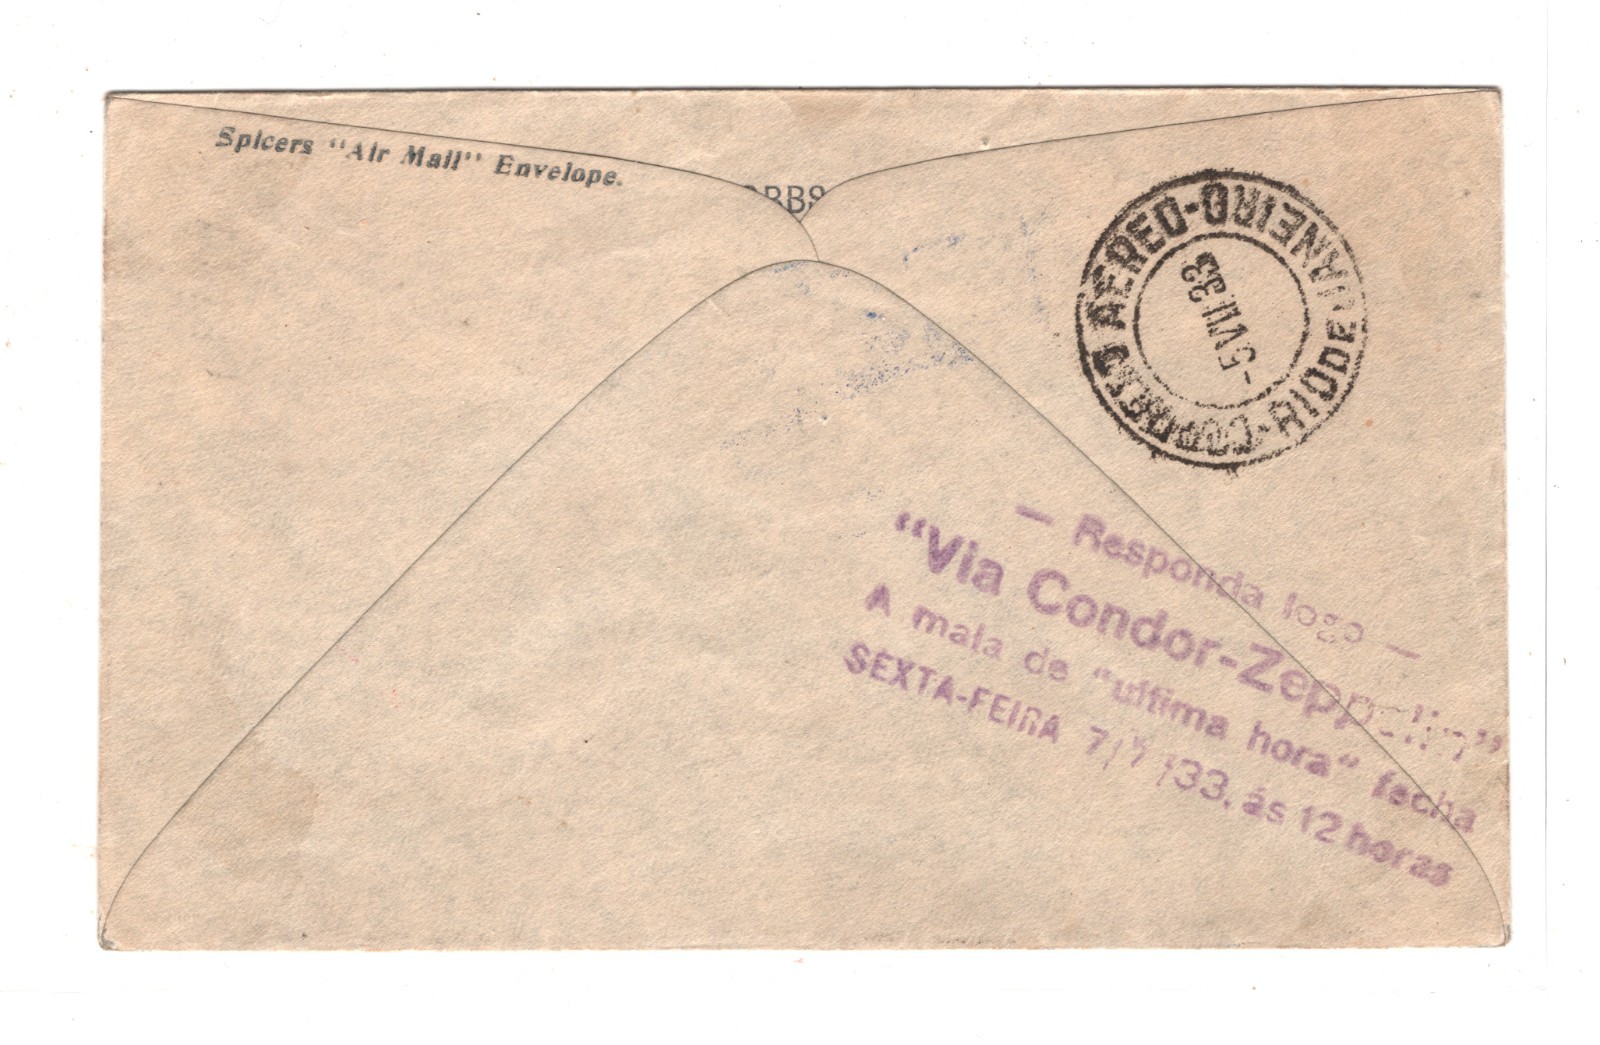 Spicers "Air Mail" Envelope.
CORREIO AEREO - RIO DE JANEIRO
-5 VII 33
— Responda logo —
"Via Condor-Zeppelin"
A mala de "ultima hora" fecha
SEXTA-FEIRA 7/7/33, ás 12 horas